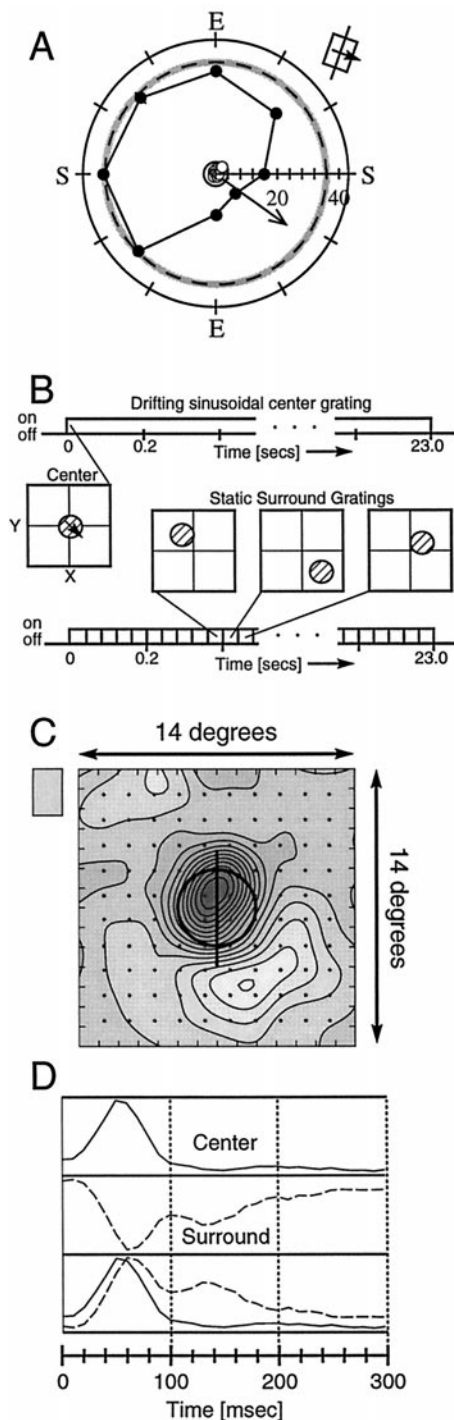 A
E
S
S
20
40
E
B
Drifting sinusoidal center grating
on
off
0
0.2
23.0
Time [secs]
Center
Static Surround Gratings
Y
X
on
off
0
0.2
23.0
Time [secs]
C
14 degrees
14 degrees
D
Center
Surround
0
100
200
300
Time [msec]